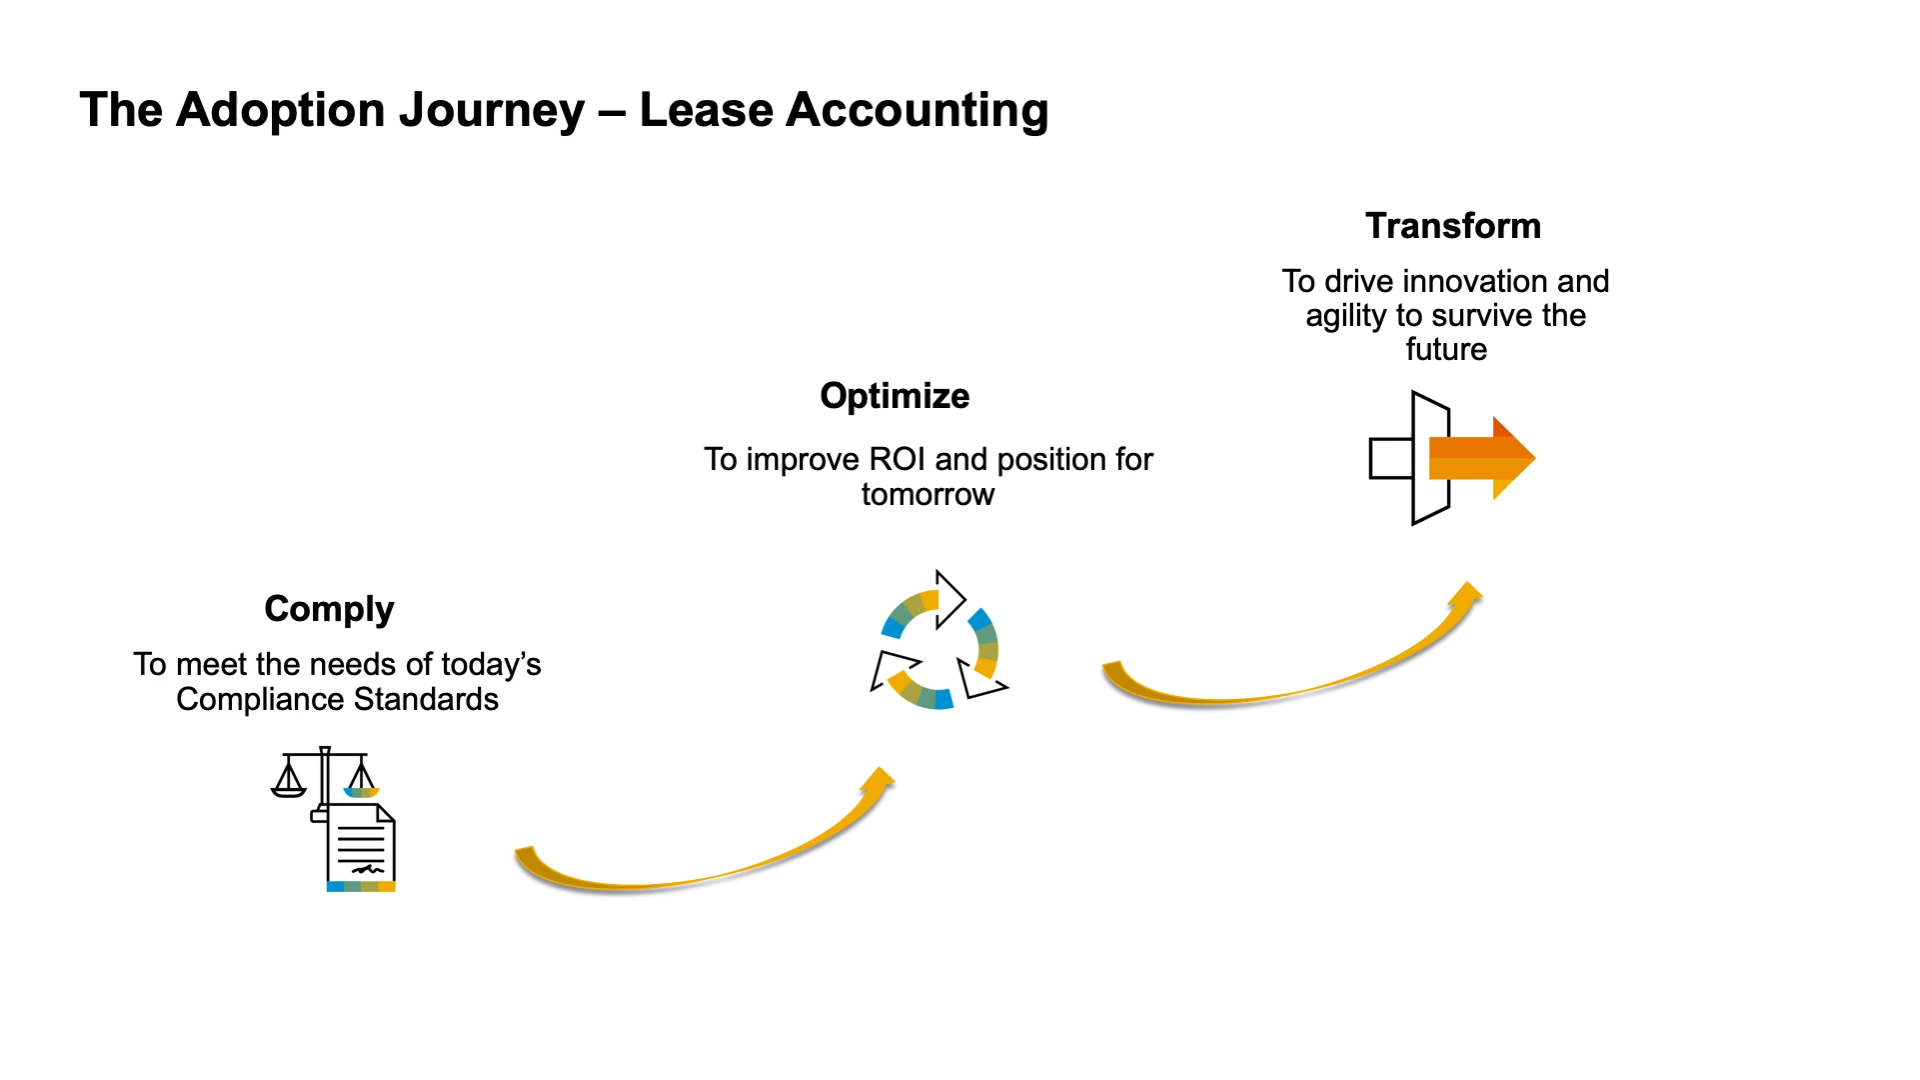 The Adoption Journey – Lease Accounting
Transform
To drive innovation and
agility to survive the
future
Optimize
To improve ROI and position for
tomorrow
Comply
To meet the needs of today’s
Compliance Standards